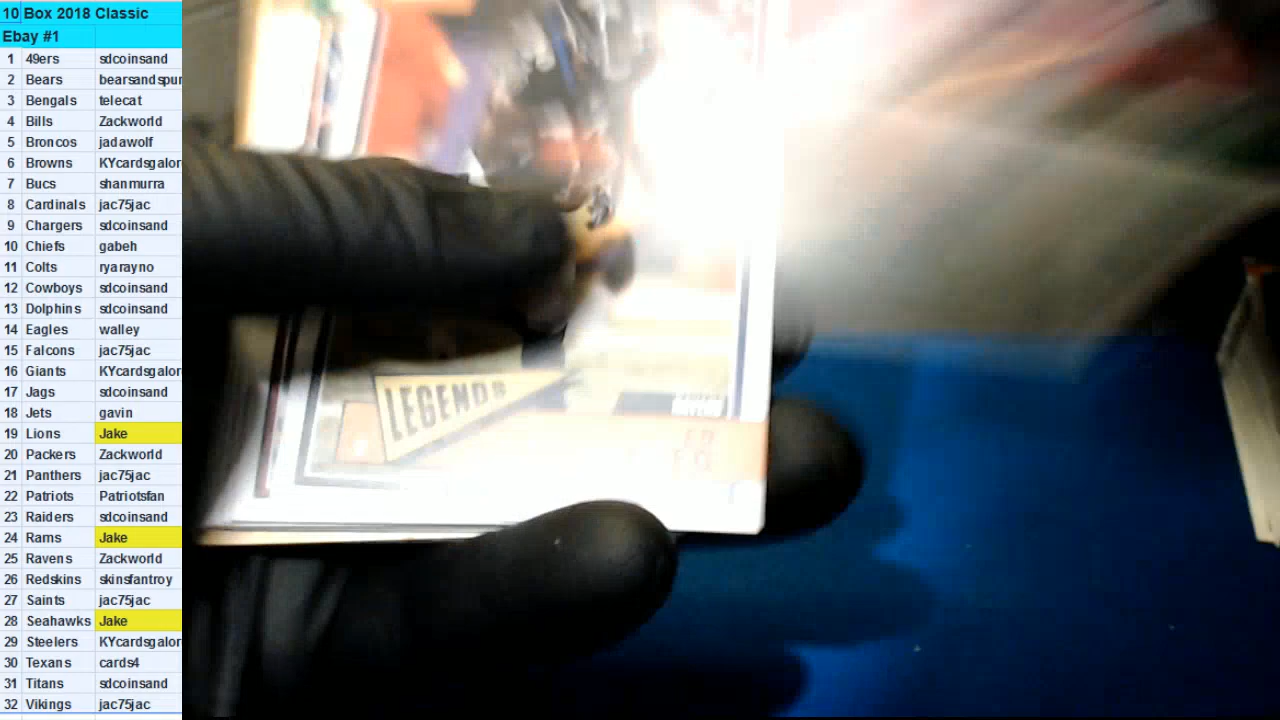 10 Box 2018 Classic
Ebay #1
1 49ers sdcoinsand
2 Bears bearsandspur
3 Bengals telecat
4 Bills Zackworld
5 Broncos jadawolf
6 Browns KYcardsgalor
7 Bucs shanmurra
8 Cardinals jac75jac
9 Chargers sdcoinsand
10 Chiefs gabeh
11 Colts ryarayno
12 Cowboys sdcoinsand
13 Dolphins sdcoinsand
14 Eagles walley
15 Falcons jac75jac
16 Giants KYcardsgalor
17 Jags sdcoinsand
18 Jets gavin
19 Lions Jake
20 Packers Zackworld
21 Panthers jac75jac
22 Patriots Patriotsfan
23 Raiders sdcoinsand
24 Rams Jake
25 Ravens Zackworld
26 Redskins skinsfantroy
27 Saints jac75jac
28 Seahawks Jake
29 Steelers KYcardsgalor
30 Texans cards4
31 Titans sdcoinsand
32 Vikings jac75jac
LEGENDS